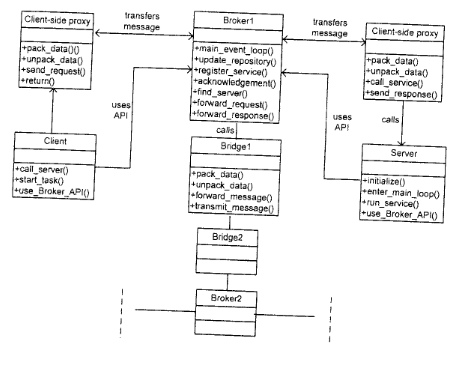 Client-side proxy
+pack_data()()
+unpack_data()
+send_request()
+return()
transfers
message
Broker1
+main_event_loop()
+update_repository()
+register_service()
+acknowledgement()
+find_server()
+forward_request()
+forward_response()
transfers
message
Client-side proxy
+pack_data()
+unpack_data()
+call_service()
+send_response()
uses
API
calls
uses
API
calls
Client
+call_server()
+start_task()
+use_Broker_API()
Bridge1
+pack_data()
+unpack_data()
+forward_message()
+transmit_message()
Server
+initialize()
+enter_main_loop()
+run_service()
+use_Broker_API()
Bridge2
Broker2